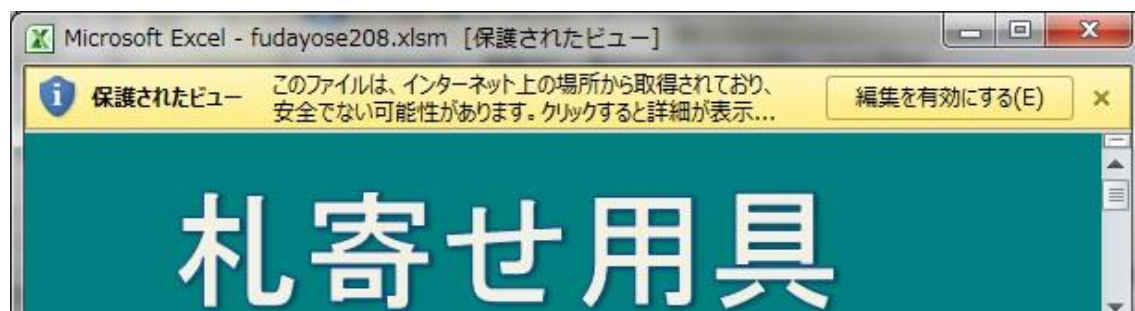 Microsoft Excel - fudayose208.xlsm [保護されたビュー]
保護されたビュー
このファイルは、インターネット上の場所から取得されており、
安全でない可能性があります。クリックすると詳細が表示...
編集を有効にする(E)
札寄せ用具